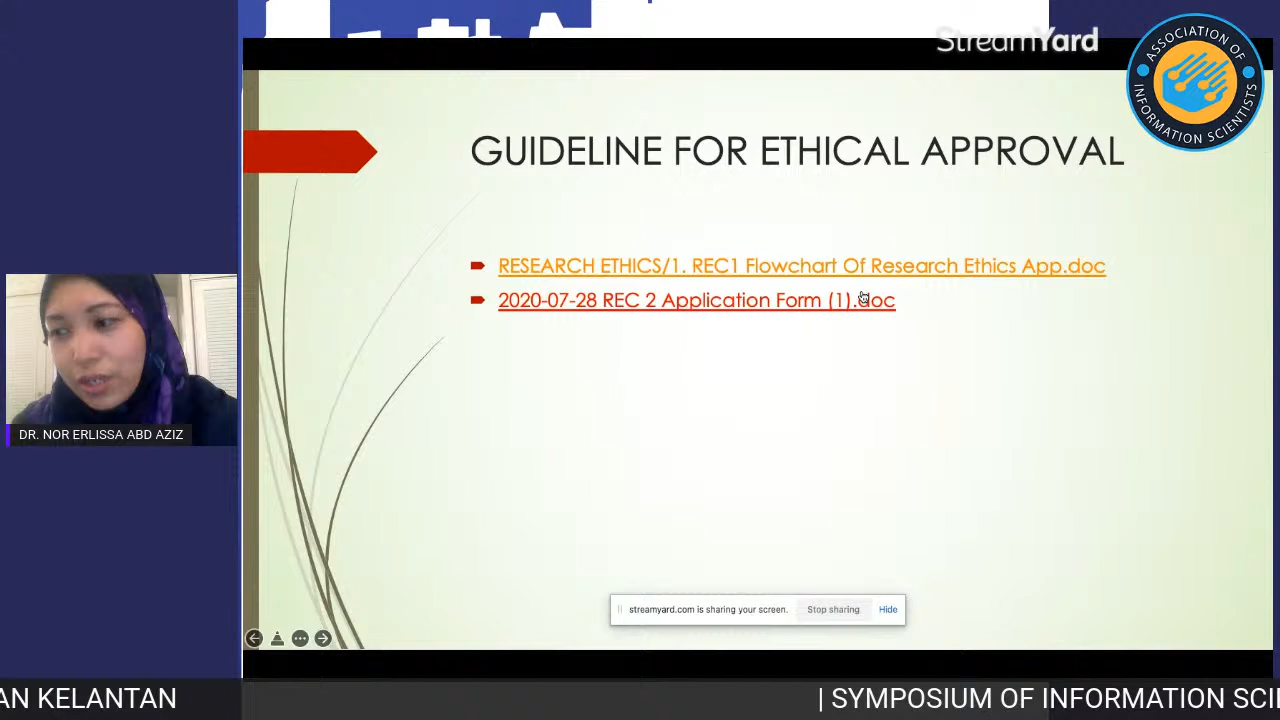 StreamYard
ASSOCIATION OF
INFORMATION SCIENTISTS
GUIDELINE FOR ETHICAL APPROVAL
RESEARCH ETHICS/1. REC1 Flowchart Of Research Ethics App.doc
2020-07-28 REC 2 Application Form (1).doc
DR. NOR ERLISSA ABD AZIZ
streamyard.com is sharing your screen. Stop sharing Hide
AN KELANTAN | SYMPOSIUM OF INFORMATION SCI